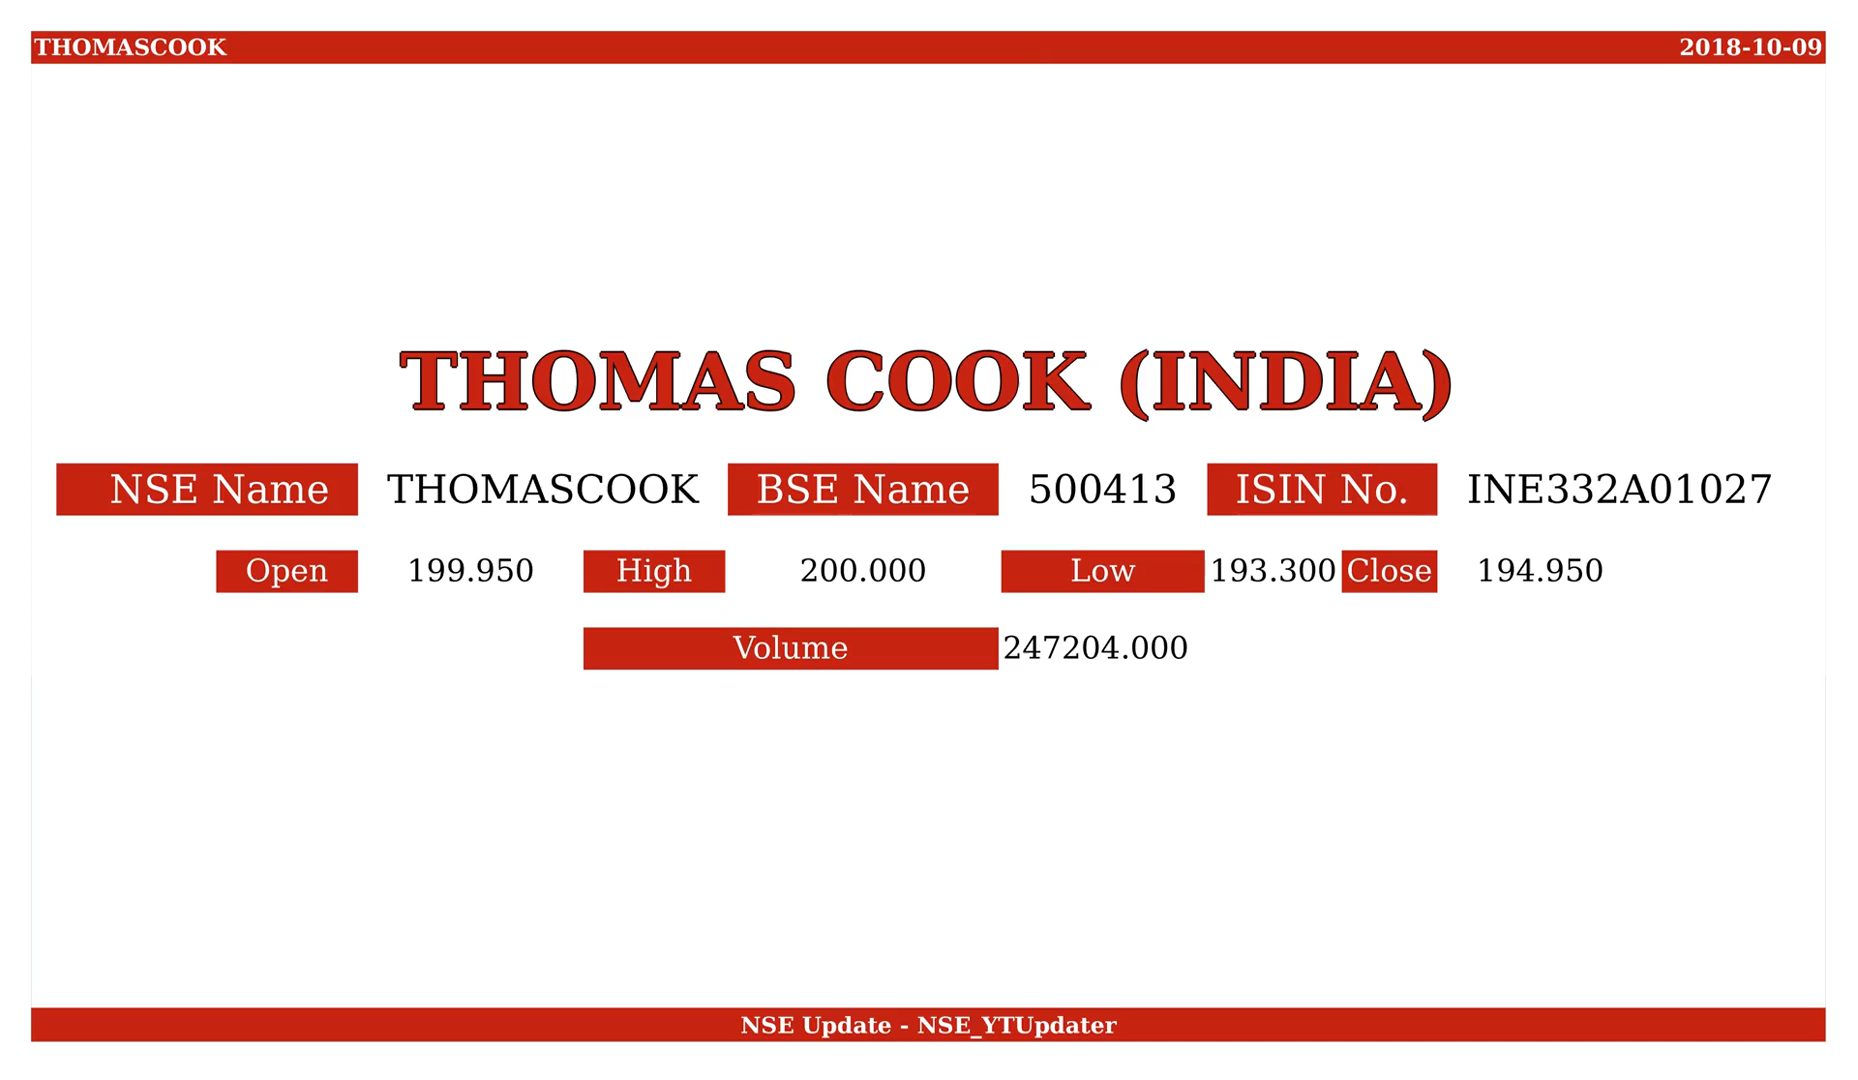 THOMASCOOK 2018-10-09
THOMAS COOK (INDIA)
NSE Name THOMASCOOK BSE Name 500413 ISIN No. INE332A01027
Open 199.950 High 200.000 Low 193.300 Close 194.950
Volume 247204.000
NSE Update - NSE_YTUpdater